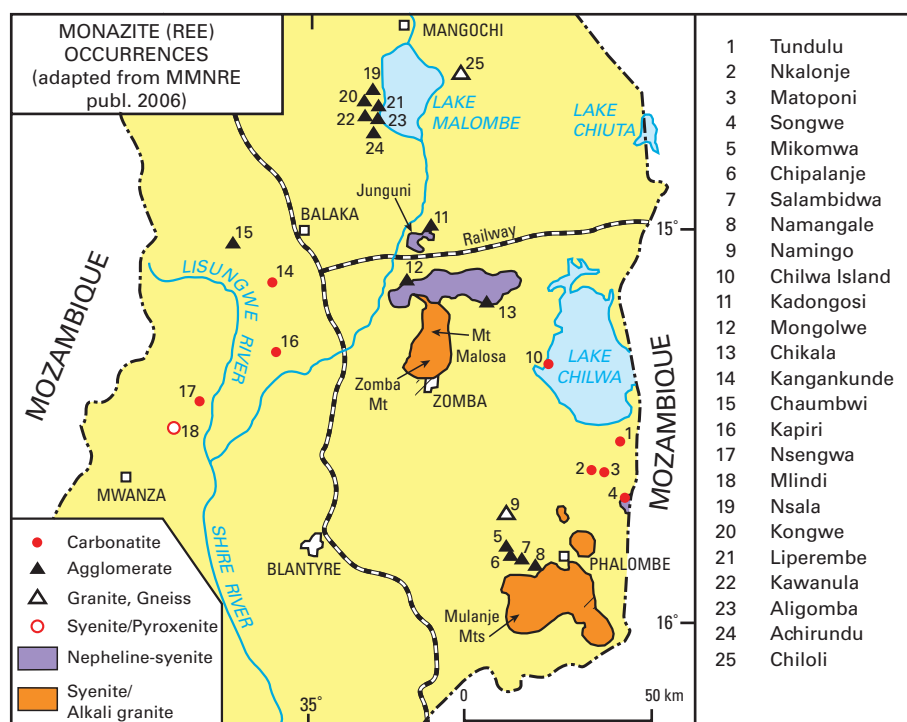 MONAZITE (REE)
OCCURRENCES
(adapted from MMNRE
publ. 2006)
MANGOCHI
25
19
20
21
22
23
24
LAKE
MALOMBE
LAKE
CHIUTA
Junguni
11
BALAKA
Railway
15°
15
14
12
13
LISUNGWE
RIVER
MOZAMBIQUE
16
Mt
Malosa
Zomba
Mt
ZOMBA
10
LAKE
CHILWA
MOZAMBIQUE
17
18
1
2
3
4
MWANZA
9
5
6
7
8
PHALOMBE
BLANTYRE
SHIRE RIVER
Mulanje
Mts
16°
35°
0
50 km
Carbonatite
Agglomerate
Granite, Gneiss
Syenite/Pyroxenite
Nepheline-syenite
Syenite/
Alkali granite
1 Tundulu
2 Nkalonje
3 Matoponi
4 Songwe
5 Mikomwa
6 Chipalanje
7 Salambidwa
8 Namangale
9 Namingo
10 Chilwa Island
11 Kadongosi
12 Mongolwe
13 Chikala
14 Kangankunde
15 Chaumbwi
16 Kapiri
17 Nsengwa
18 Mlindi
19 Nsala
20 Kongwe
21 Liperembe
22 Kawanula
23 Aligomba
24 Achirundu
25 Chiloli